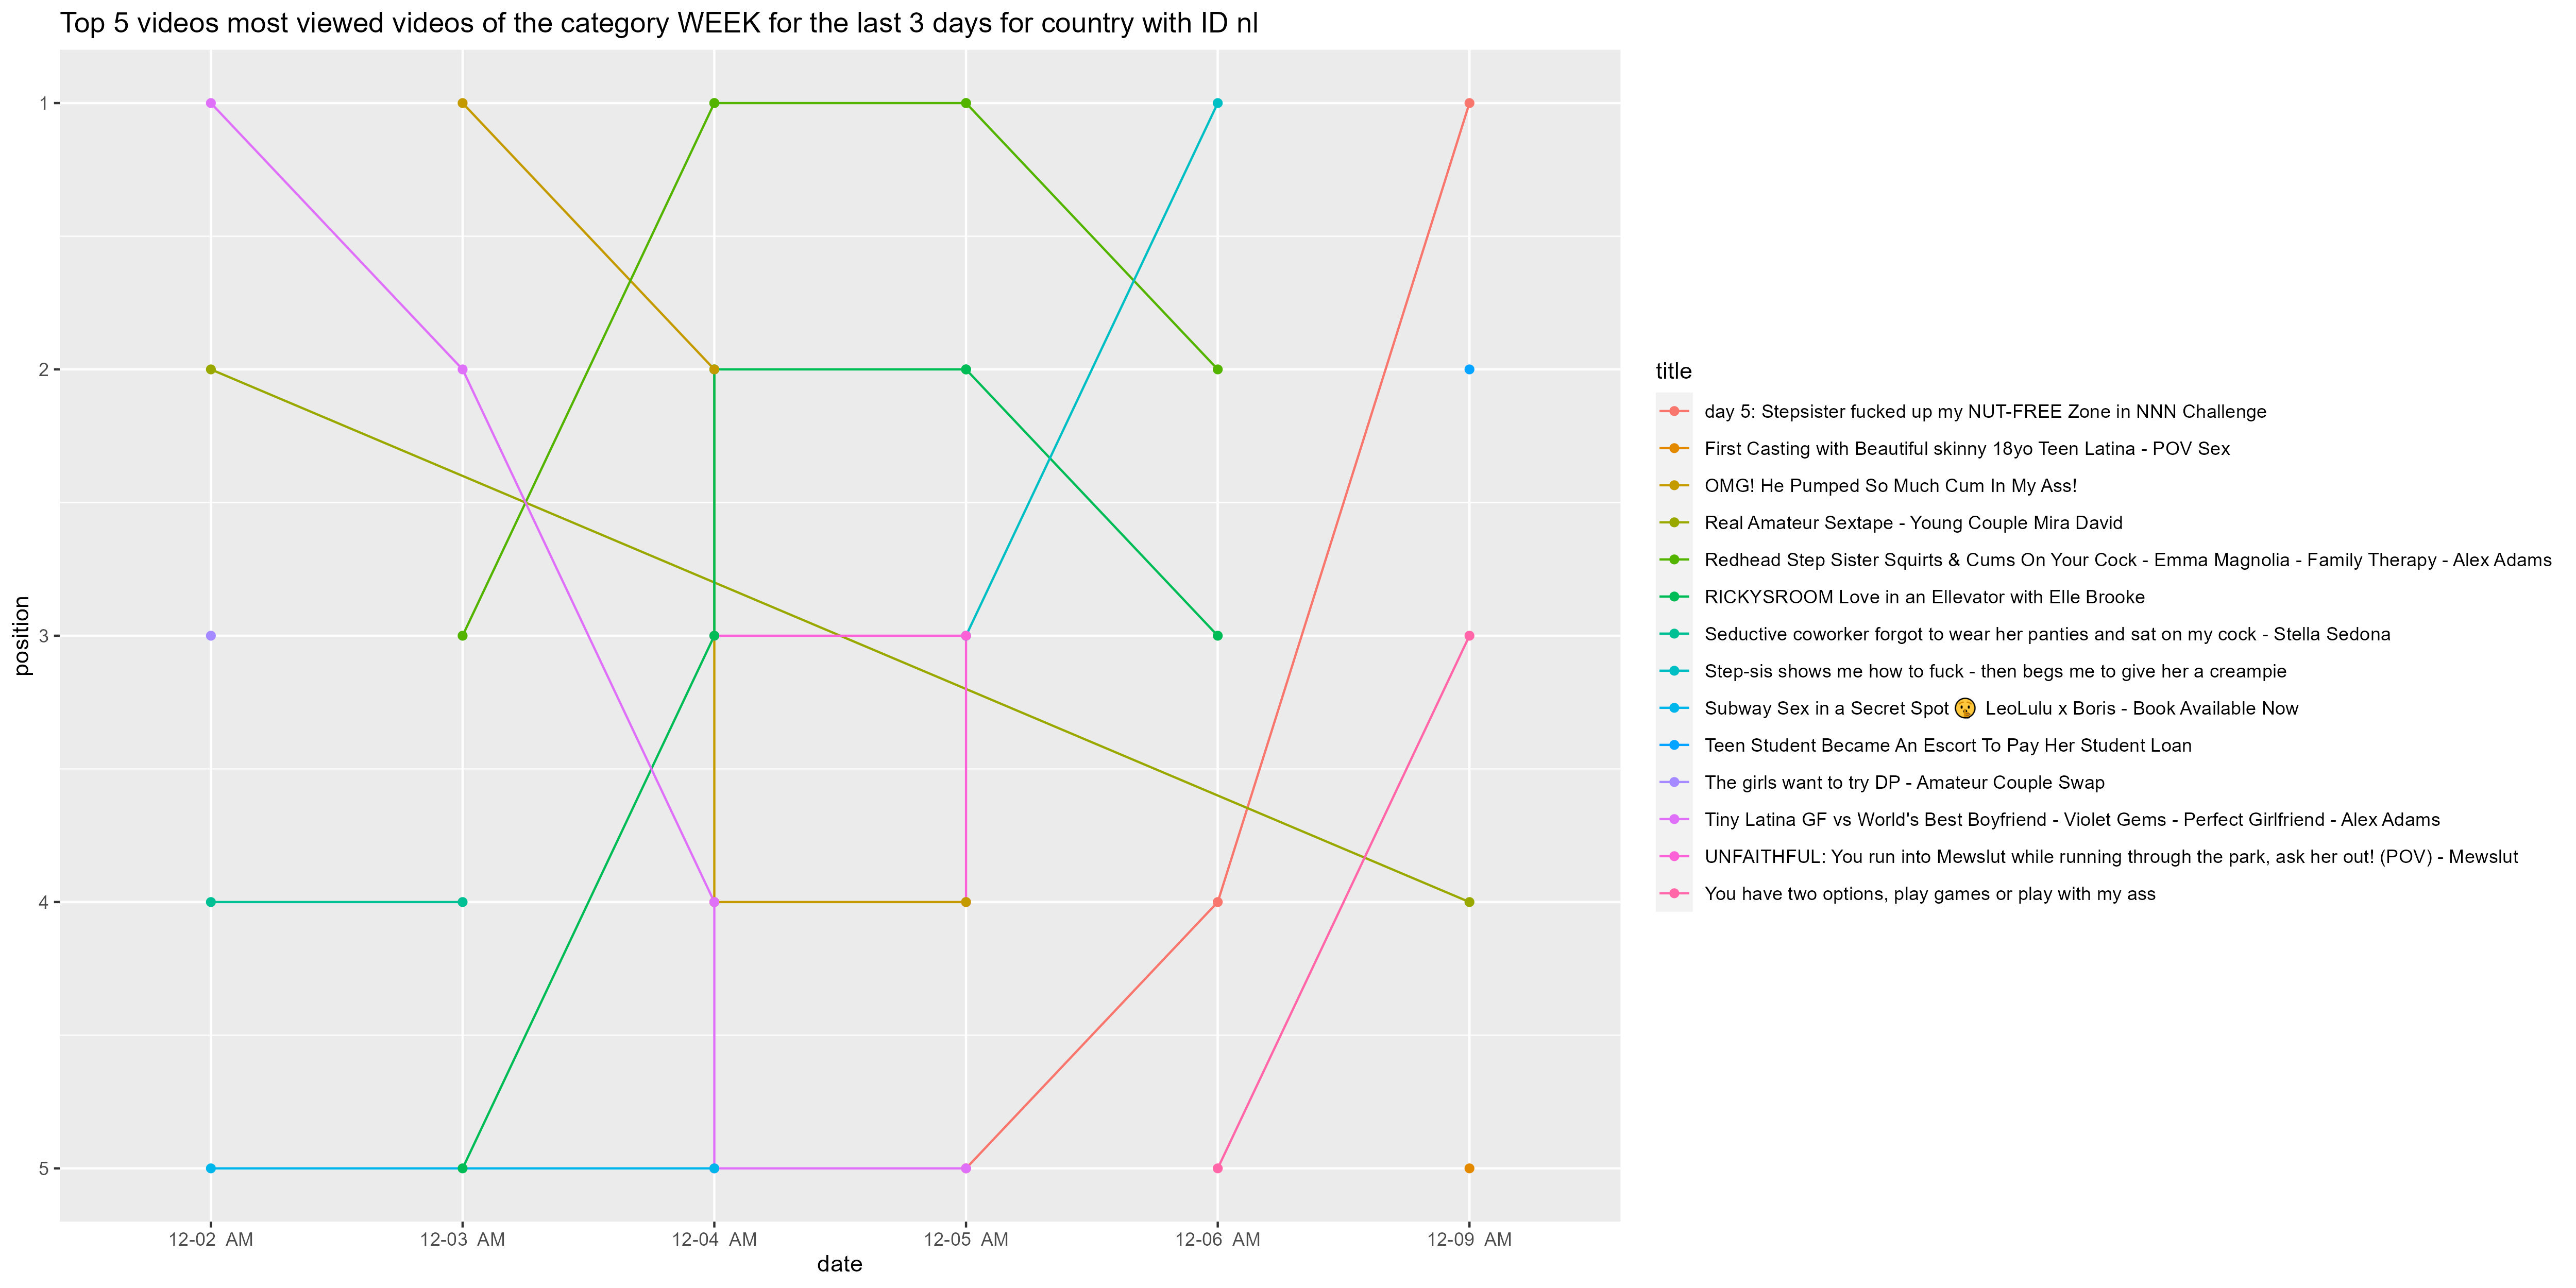 Top 5 videos most viewed videos of the category WEEK for the last 3 days for country with ID nl
position
1
2
3
4
5
12-02 AM
12-03 AM
12-04 AM
12-05 AM
12-06 AM
12-09 AM
date
title
day 5: Stepsister fucked up my NUT-FREE Zone in NNN Challenge
First Casting with Beautiful skinny 18yo Teen Latina - POV Sex
OMG! He Pumped So Much Cum In My Ass!
Real Amateur Sextape - Young Couple Mira David
Redhead Step Sister Squirts & Cums On Your Cock - Emma Magnolia - Family Therapy - Alex Adams
RICKYSROOM Love in an Ellevator with Elle Brooke
Seductive coworker forgot to wear her panties and sat on my cock - Stella Sedona
Step-sis shows me how to fuck - then begs me to give her a creampie
Subway Sex in a Secret Spot 🤫 LeoLulu x Boris - Book Available Now
Teen Student Became An Escort To Pay Her Student Loan
The girls want to try DP - Amateur Couple Swap
Tiny Latina GF vs World's Best Boyfriend - Violet Gems - Perfect Girlfriend - Alex Adams
UNFAITHFUL: You run into Mewslut while running through the park, ask her out! (POV) - Mewslut
You have two options, play games or play with my ass